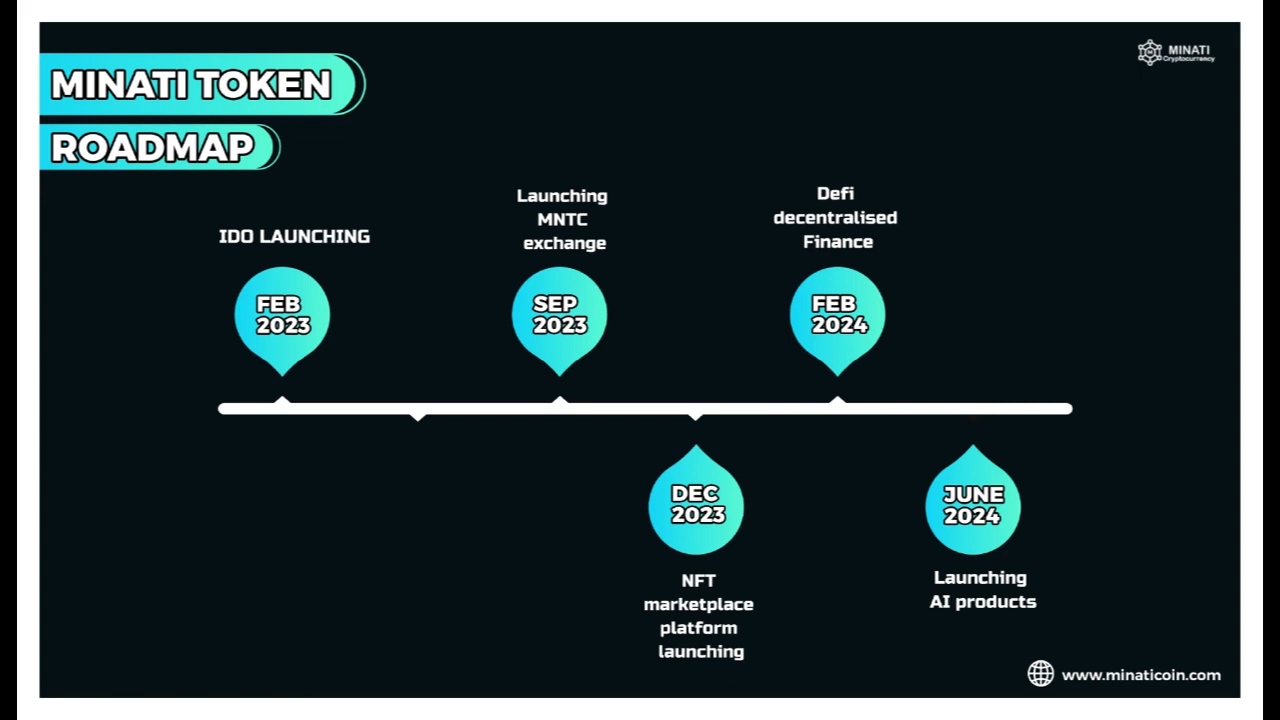 MINATI TOKEN
ROADMAP
MINATI
Cryptocurrency
IDO LAUNCHING
FEB
2023
Launching
MNTC
exchange
SEP
2023
DEC
2023
NFT
marketplace
platform
launching
Defi
decentralised
Finance
FEB
2024
JUNE
2024
Launching
AI products
www.minaticoin.com